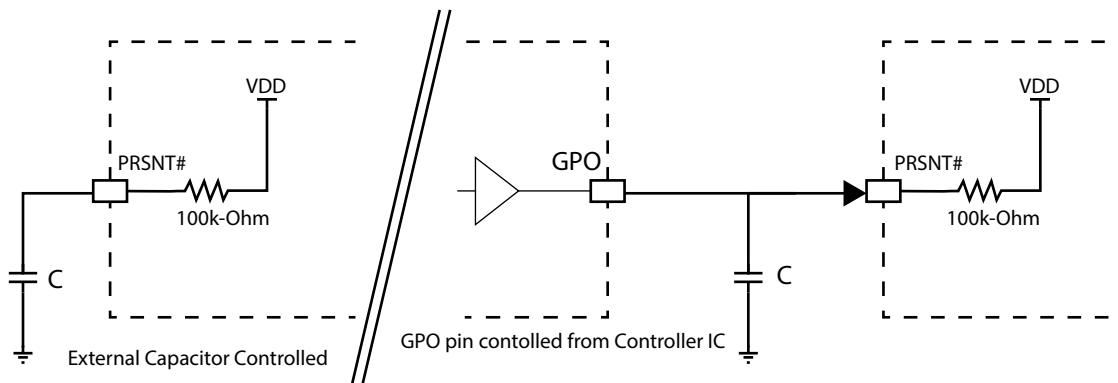 VDD
PRSNT#
100k-Ohm
C
External Capacitor Controlled
GPO
C
GPO pin contolled from Controller IC
VDD
PRSNT#
100k-Ohm